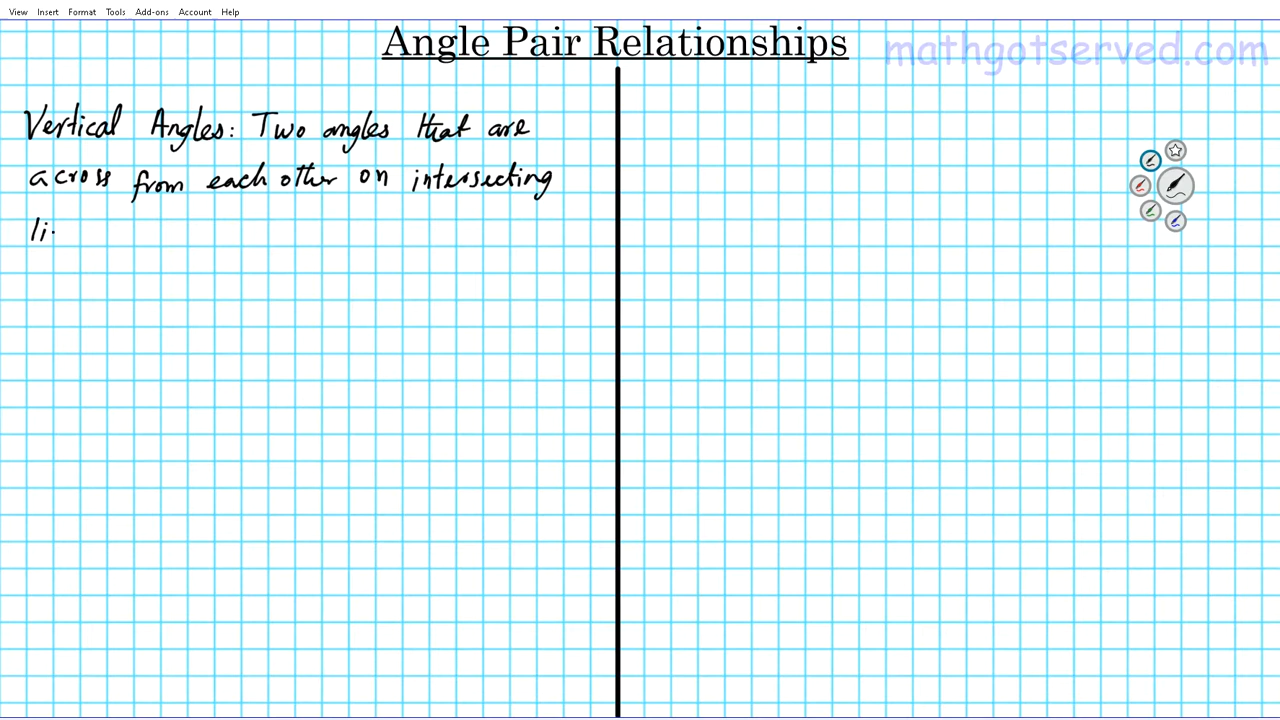 View Insert Format Tools Add-ons Account Help
Angle Pair Relationships
mathgotserved.com
Vertical Angles: Two angles that are
across from each other on intersecting
li